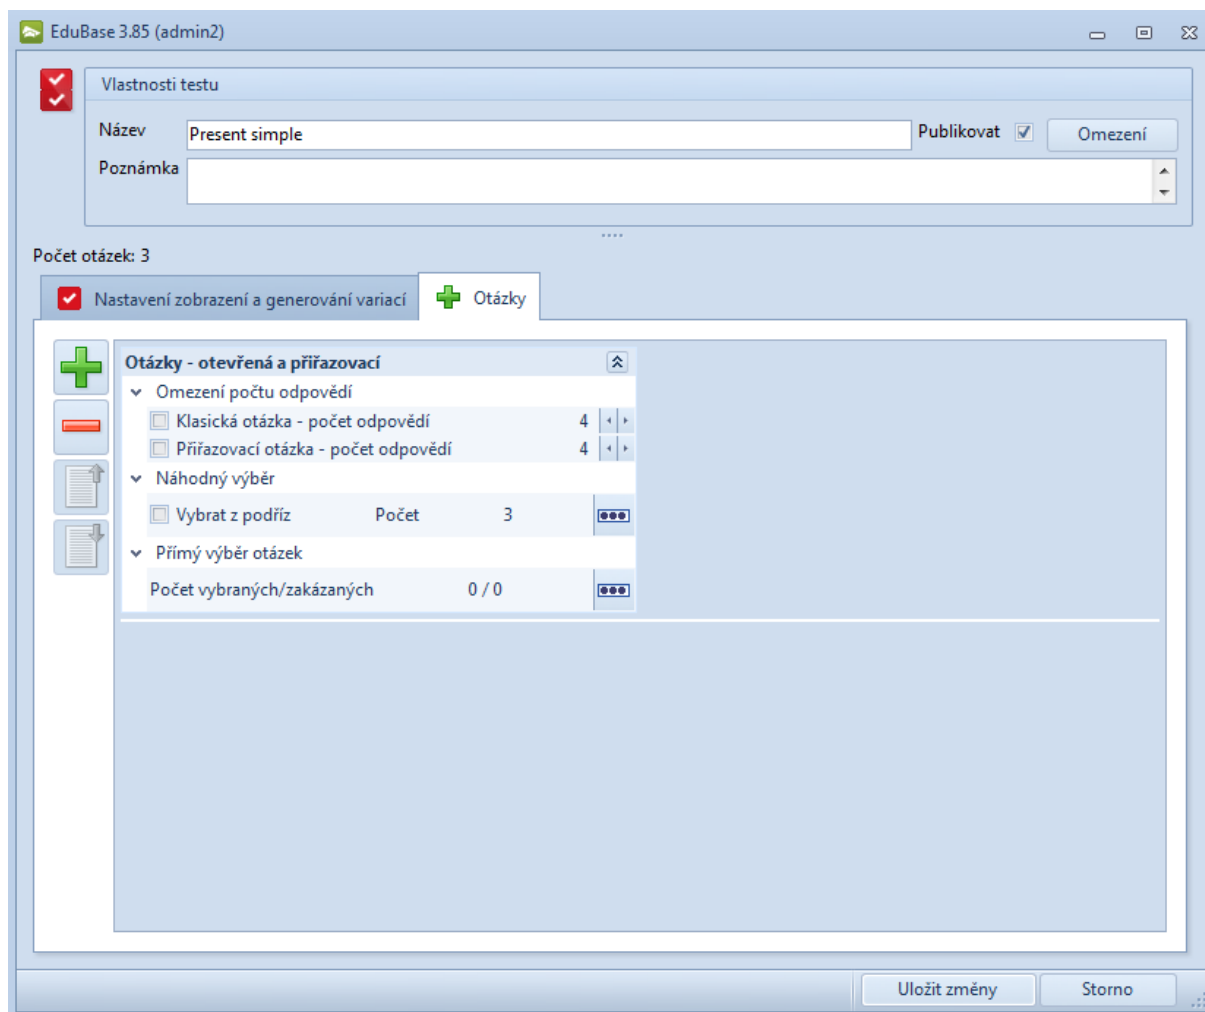 EduBase 3.85 (admin2)
Vlastnosti testu
Název Present simple Publikovat Omezení
Poznámka
Počet otázek: 3
Nastavení zobrazení a generování variací Otázky
Otázky - otevřená a přiřazovací
Omezení počtu odpovědí
Klasická otázka - počet odpovědí 4
Přiřazovací otázka - počet odpovědí 4
Náhodný výběr
Vybrat z podříz Počet 3
Přímý výběr otázek
Počet vybraných/zakázaných 0 / 0
Uložit změny Storno